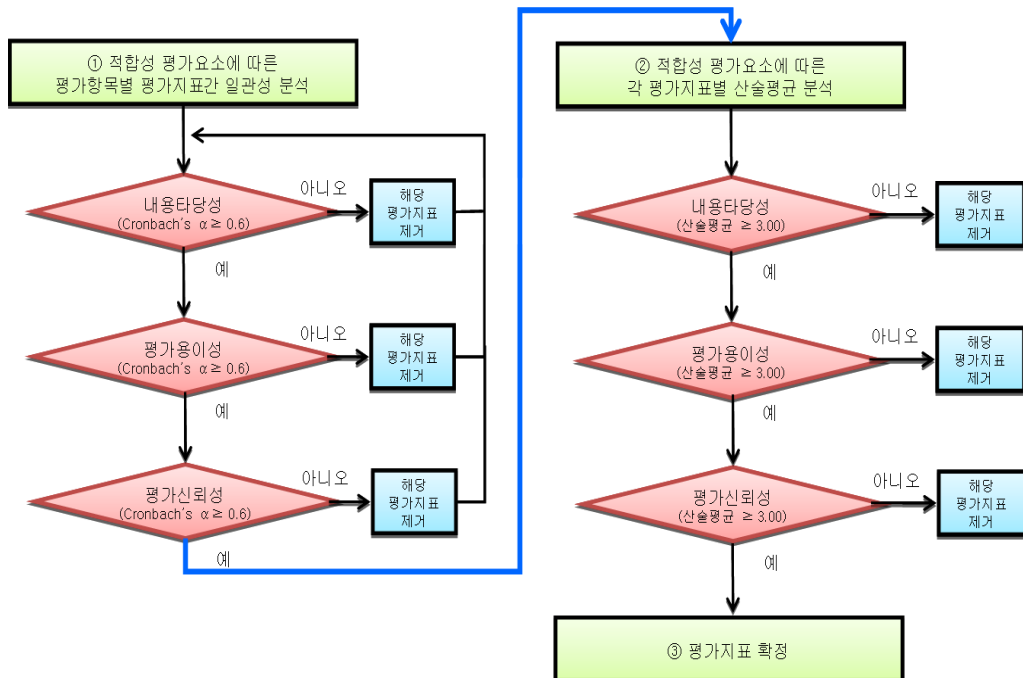 ① 적합성 평가요소에 따른
평가항목별 평가지표간 일관성 분석
내용타당성
(Cronbach's α≥ 0.6)
아니오
해당
평가지표
제거
예
평가용이성
(Cronbach's α≥0.6)
아니오
해당
평가지표
제거
예
평가신뢰성
(Cronbach's α≥0.6)
아니오
해당
평가지표
제거
예
② 적합성 평가요소에 따른
각 평가지표별 산술평균 분석
내용타당성
(산술평균 ≥ 3.00)
아니오
해당
평가지표
제거
예
평가용이성
(산술평균 ≥ 3.00)
아니오
해당
평가지표
제거
예
평가신뢰성
(산술평균 ≥ 3.00)
아니오
해당
평가지표
제거
예
③ 평가지표 확정